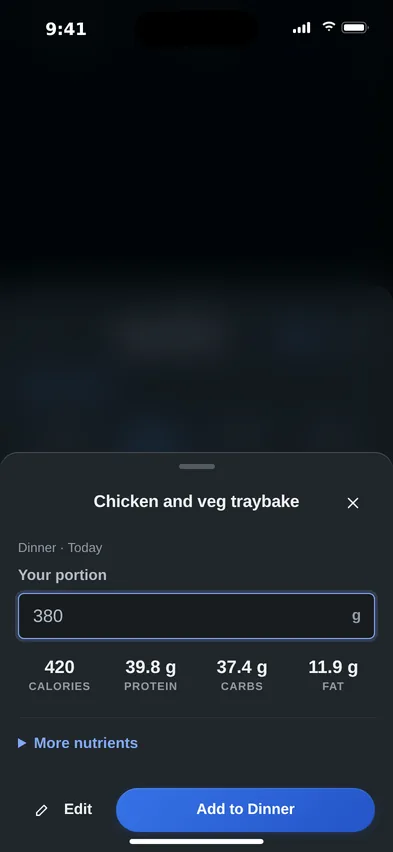 9:41
Chicken and veg traybake
Dinner · Today
Your portion
380 g
420 39.8 g 37.4 g 11.9 g
CALORIES PROTEIN CARBS FAT
More nutrients
Edit Add to Dinner